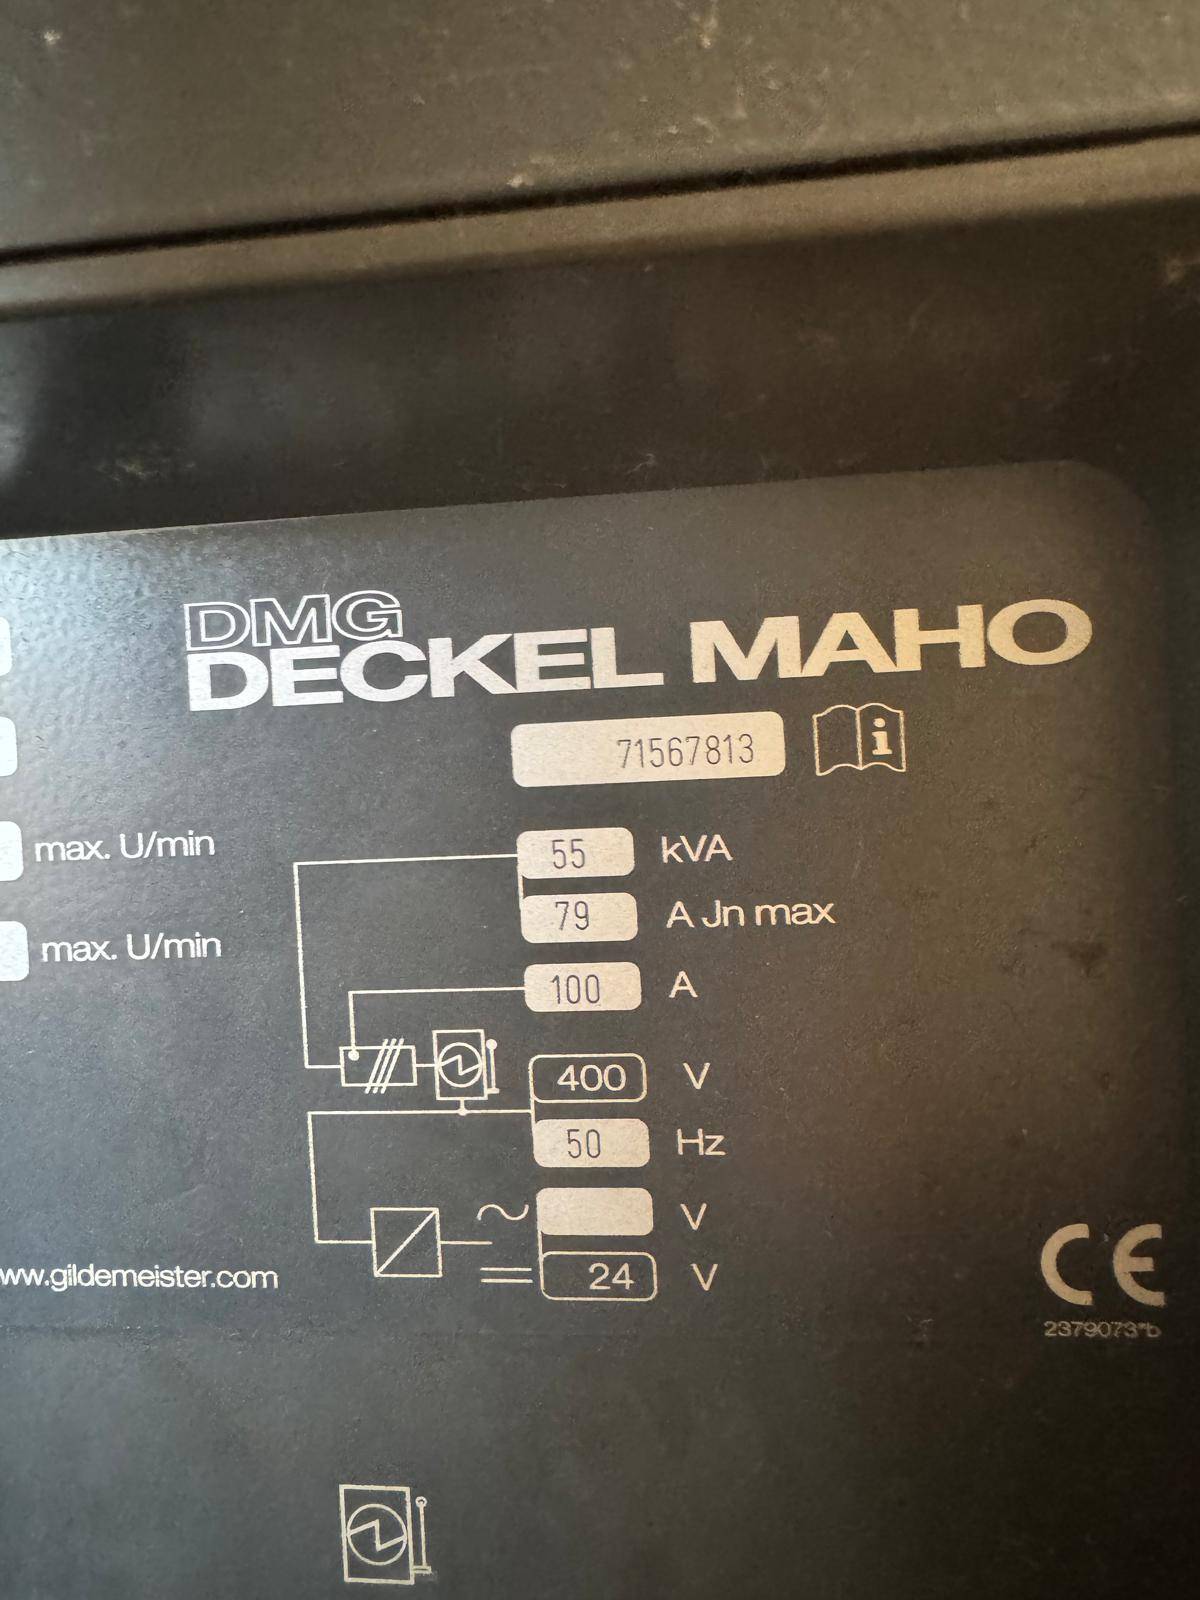 DMG
DECKEL MAHO
71567813
i
55 kVA
max. U/min
79 A Jn max
max. U/min
100 A
400 V
50 Hz
V
www.gildemeister.com
24 V
CE
2379073*b